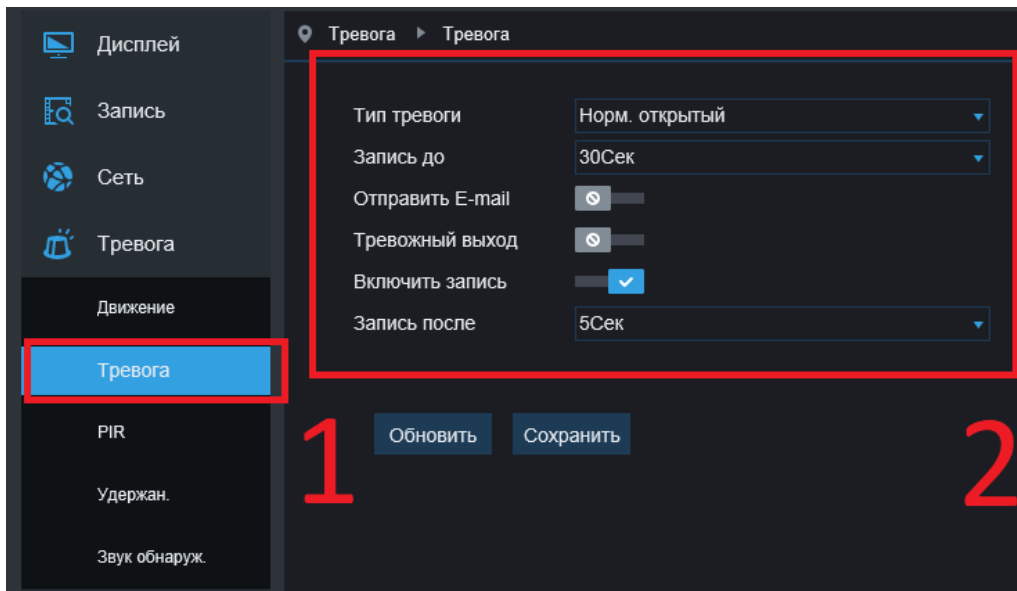 Дисплей
Запись
Сеть
Тревога
Движение
Тревога
PIR
Удержан.
Звук обнаруж.
1
Тревога Тревога
Тип тревоги Норм. открытый
Запись до 30Сек
Отправить E-mail
Тревожный выход
Включить запись
Запись после 5Сек
Обновить Сохранить
2